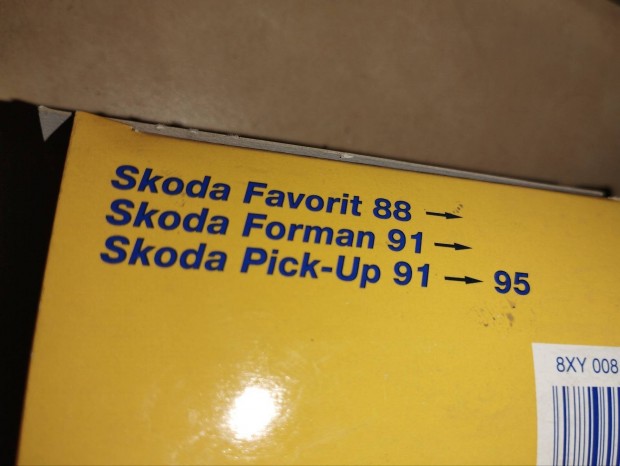 Skoda Favorit 88 →
Skoda Forman 91 →
Skoda Pick-Up 91 → 95
8XY 008